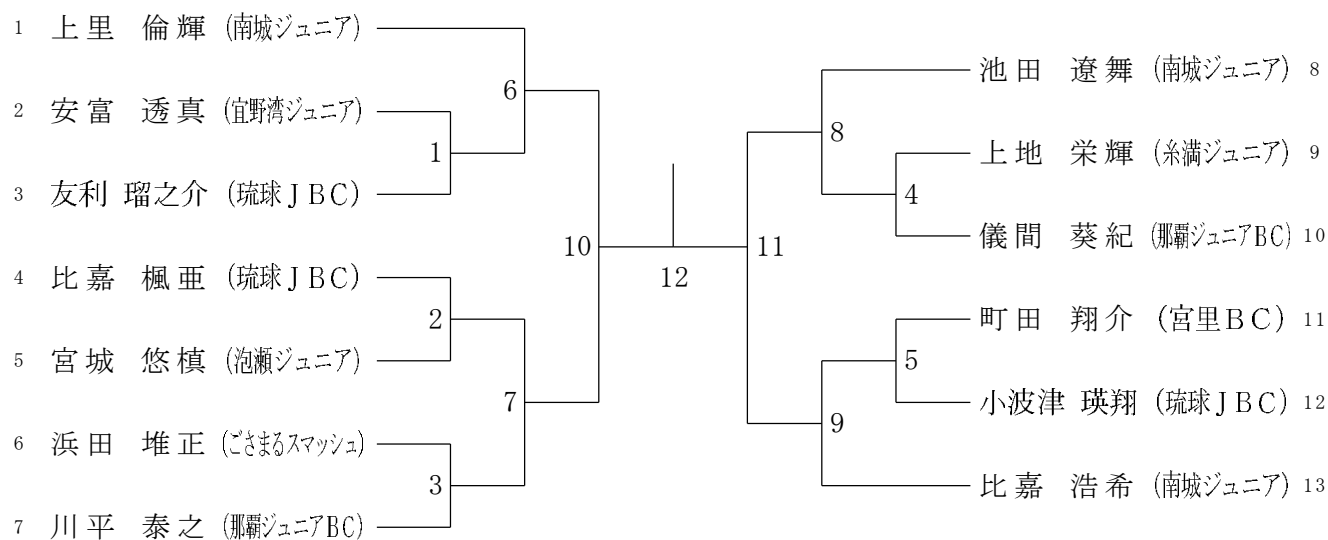 1 上里 倫輝 (南城ジュニア)
2 安富 透真 (宜野湾ジュニア)
3 友利 瑠之介 (琉球JBC)
4 比嘉 楓亜 (琉球JBC)
5 宮城 悠槙 (泡瀬ジュニア)
6 浜田 堆正 (ごさまるスマッシュ)
7 川平 泰之 (那覇ジュニアBC)
6
1
10
2
7
3
12
池田 遼舞 (南城ジュニア) 8
上地 栄輝 (糸満ジュニア) 9
儀間 葵紀 (那覇ジュニアBC) 10
町田 翔介 (宮里BC) 11
小波津 瑛翔 (琉球JBC) 12
比嘉 浩希 (南城ジュニア) 13
8
4
11
5
9